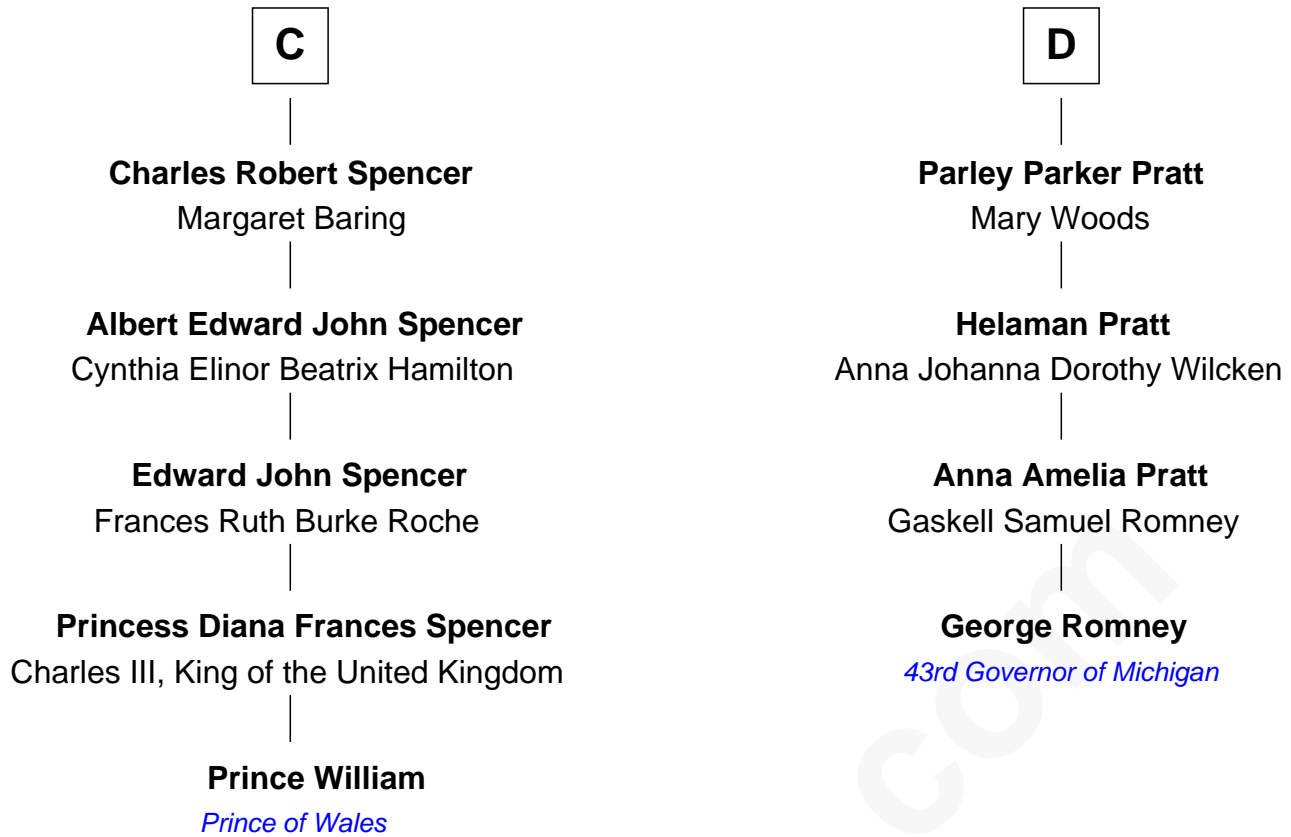 C
Charles Robert Spencer
Margaret Baring
Albert Edward John Spencer
Cynthia Elinor Beatrix Hamilton
Edward John Spencer
Frances Ruth Burke Roche
Princess Diana Frances Spencer
Charles III, King of the United Kingdom
Prince William
Prince of Wales
D
Parley Parker Pratt
Mary Woods
Helaman Pratt
Anna Johanna Dorothy Wilcken
Anna Amelia Pratt
Gaskell Samuel Romney
George Romney
43rd Governor of Michigan
com